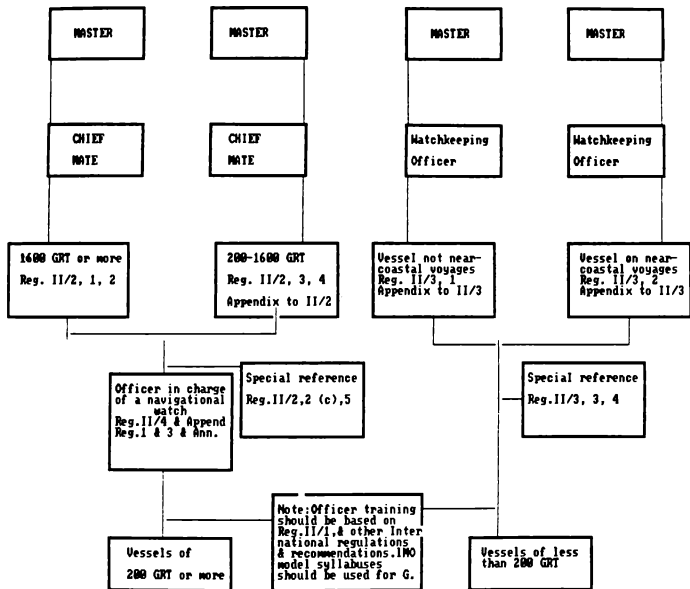 MASTER
MASTER
MASTER
MASTER
CHIEF
MATE
CHIEF
MATE
Watchkeeping
Officer
Watchkeeping
Officer
1600 GRT or more
Reg. II/2, 1, 2
200-1600 GRT
Reg. II/2, 3, 4
Appendix to II/2
Vessel not near-
coastal voyages
Reg. II/3, 1
Appendix to II/3
Vessel on near-
coastal voyages
Reg. II/3, 2
Appendix to II/3
Officer in charge
of a navigational
watch
Reg.II/4 & Append
Reg.1 & 3 & Ann.
Special reference
Reg.II/2,2 (c),5
Special reference
Reg.II/3, 3, 4
Vessels of
200 GRT or more
Note:Officer training
should be based on
Reg.II/1,& other Inter
national regulations
& recommendations.IMO
model syllabuses
should be used for G.
Vessels of less
than 200 GRT